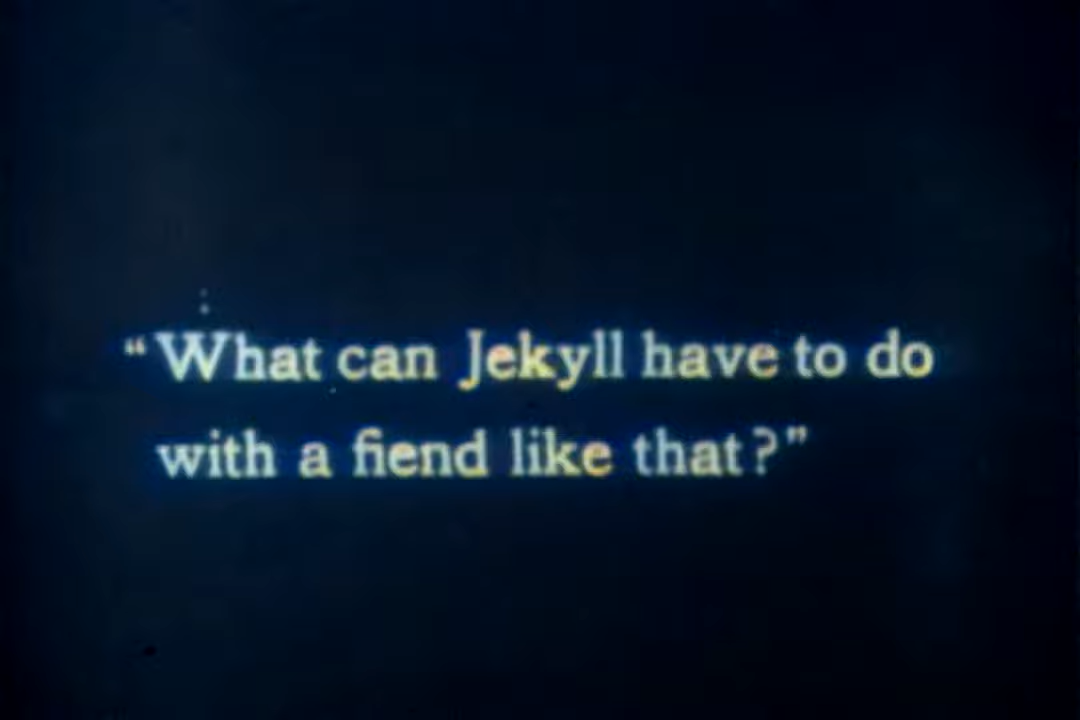 “What can Jekyll have to do
with a fiend like that?”